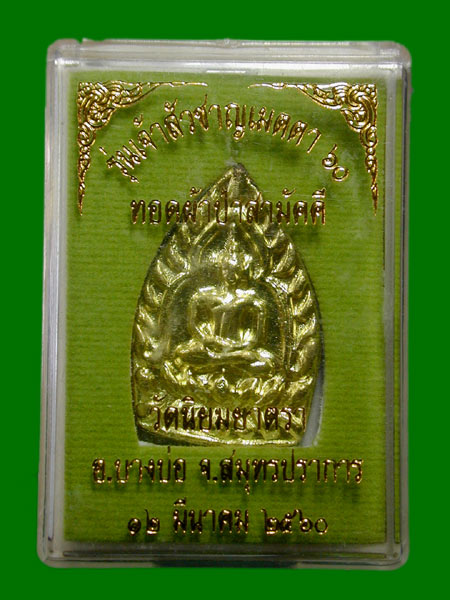 รุ่นเจ้าสัวชาญเมตตา ๖๐
ทอดผ้าป่าสามัคคี
วัดนิยมยาตรา
อ.บางบ่อ จ.สมุทรปราการ
๑๒ มีนาคม ๒๕๖๐